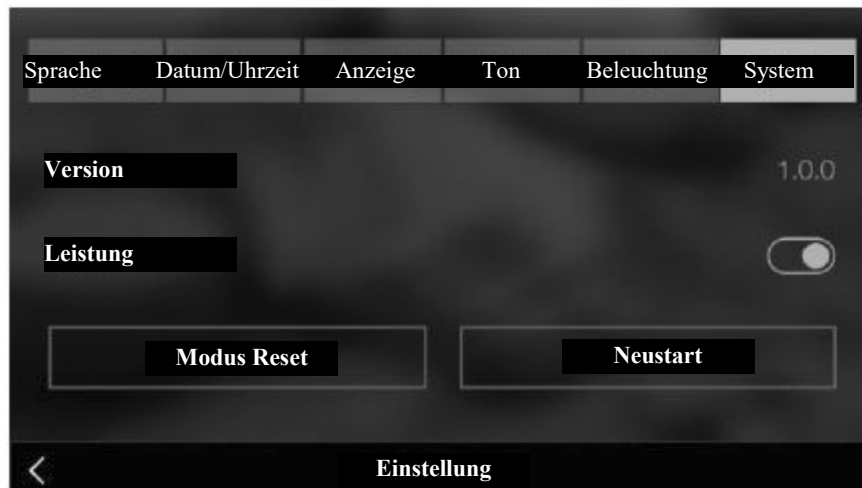 Sprache Datum/Uhrzeit Anzeige Ton Beleuchtung System
Version 1.0.0
Leistung
Modus Reset Neustart
Einstellung